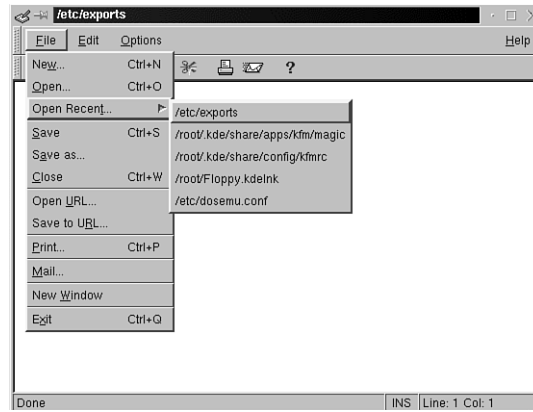 /etc/exports
File Edit Options Help
New... Ctrl+N
Open... Ctrl+O
Open Recent...
/etc/exports
/root/.kde/share/apps/kfm/magic
/root/.kde/share/config/kfmrc
/root/Floppy.kdelnk
/etc/dosemu.conf
Save Ctrl+S
Save as...
Close Ctrl+W
Open URL...
Save to URL...
Print... Ctrl+P
Mail...
New Window
Exit Ctrl+Q
Done INS Line: 1 Col: 1